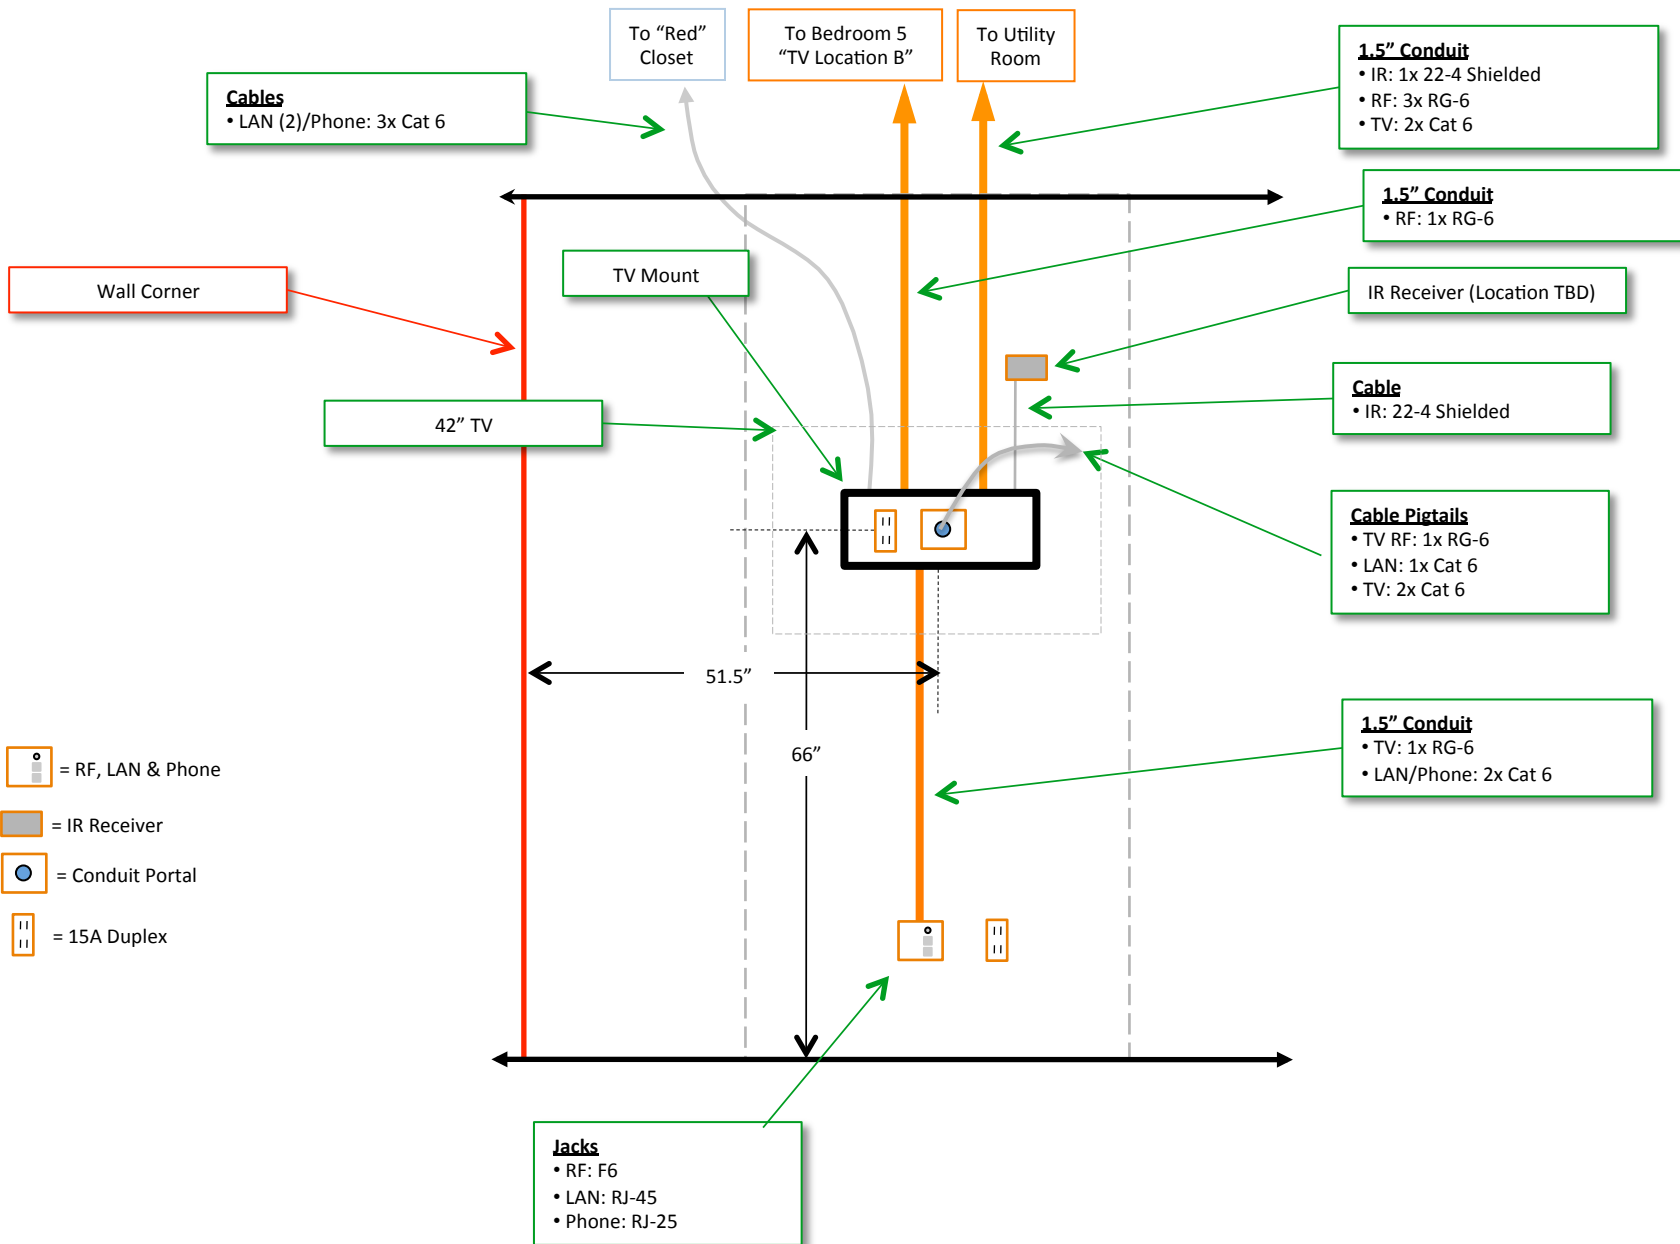 To “Red”
Closet
To Bedroom 5
“TV Location B”
To Utility
Room
1.5” Conduit
• IR: 1x 22-4 Shielded
• RF: 3x RG-6
• TV: 2x Cat 6
Cables
• LAN (2)/Phone: 3x Cat 6
1.5” Conduit
• RF: 1x RG-6
TV Mount
Wall Corner
IR Receiver (Location TBD)
42” TV
Cable
• IR: 22-4 Shielded
Cable Pigtails
• TV RF: 1x RG-6
• LAN: 1x Cat 6
• TV: 2x Cat 6
51.5”
66”
1.5” Conduit
• TV: 1x RG-6
• LAN/Phone: 2x Cat 6
= RF, LAN & Phone
= IR Receiver
= Conduit Portal
= 15A Duplex
Jacks
• RF: F6
• LAN: RJ-45
• Phone: RJ-25